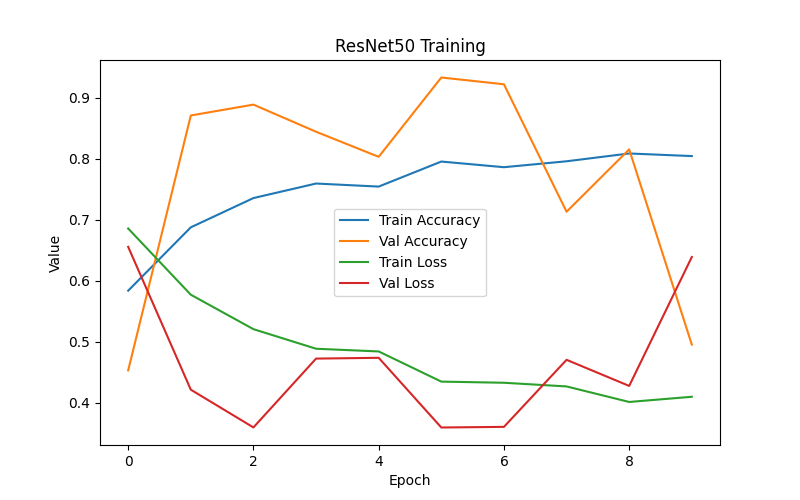 ResNet50 Training
Value
0.9
0.8
0.7
0.6
0.5
0.4
Train Accuracy
Val Accuracy
Train Loss
Val Loss
0 2 4 6 8
Epoch